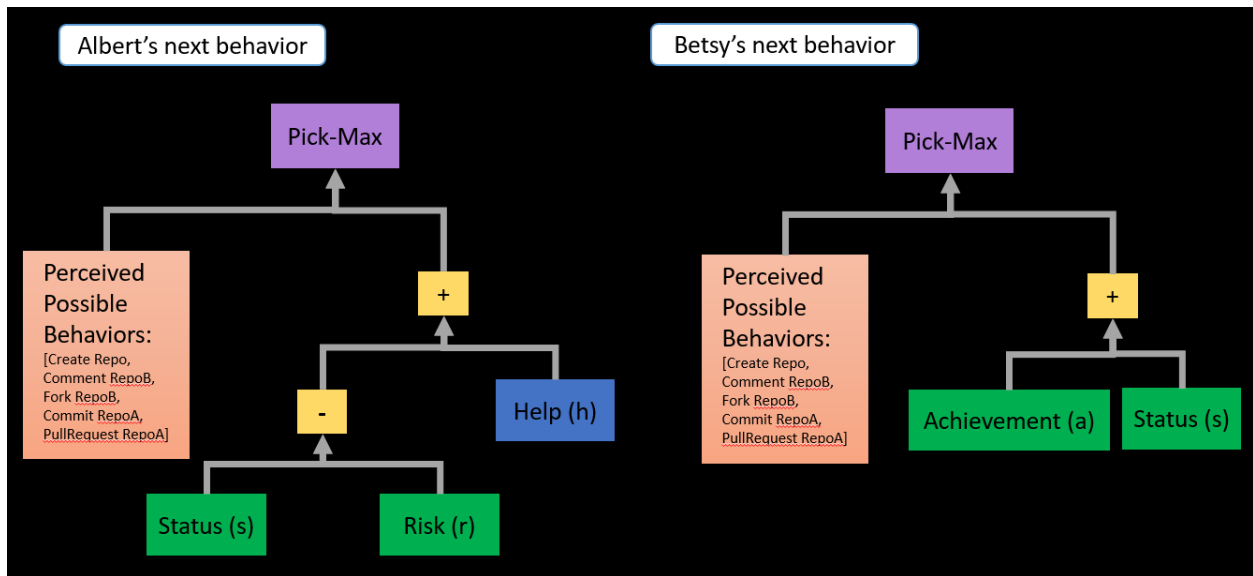 Albert's next behavior
Pick-Max
Perceived
Possible
Behaviors:
[Create Repo,
Comment RepoB,
Fork RepoB,
Commit RepoA,
PullRequest RepoA]
+
-
Help (h)
Status (s)
Risk (r)
Betsy's next behavior
Pick-Max
Perceived
Possible
Behaviors:
[Create Repo,
Comment RepoB,
Fork RepoB,
Commit RepoA,
PullRequest RepoA]
+
Achievement (a)
Status (s)